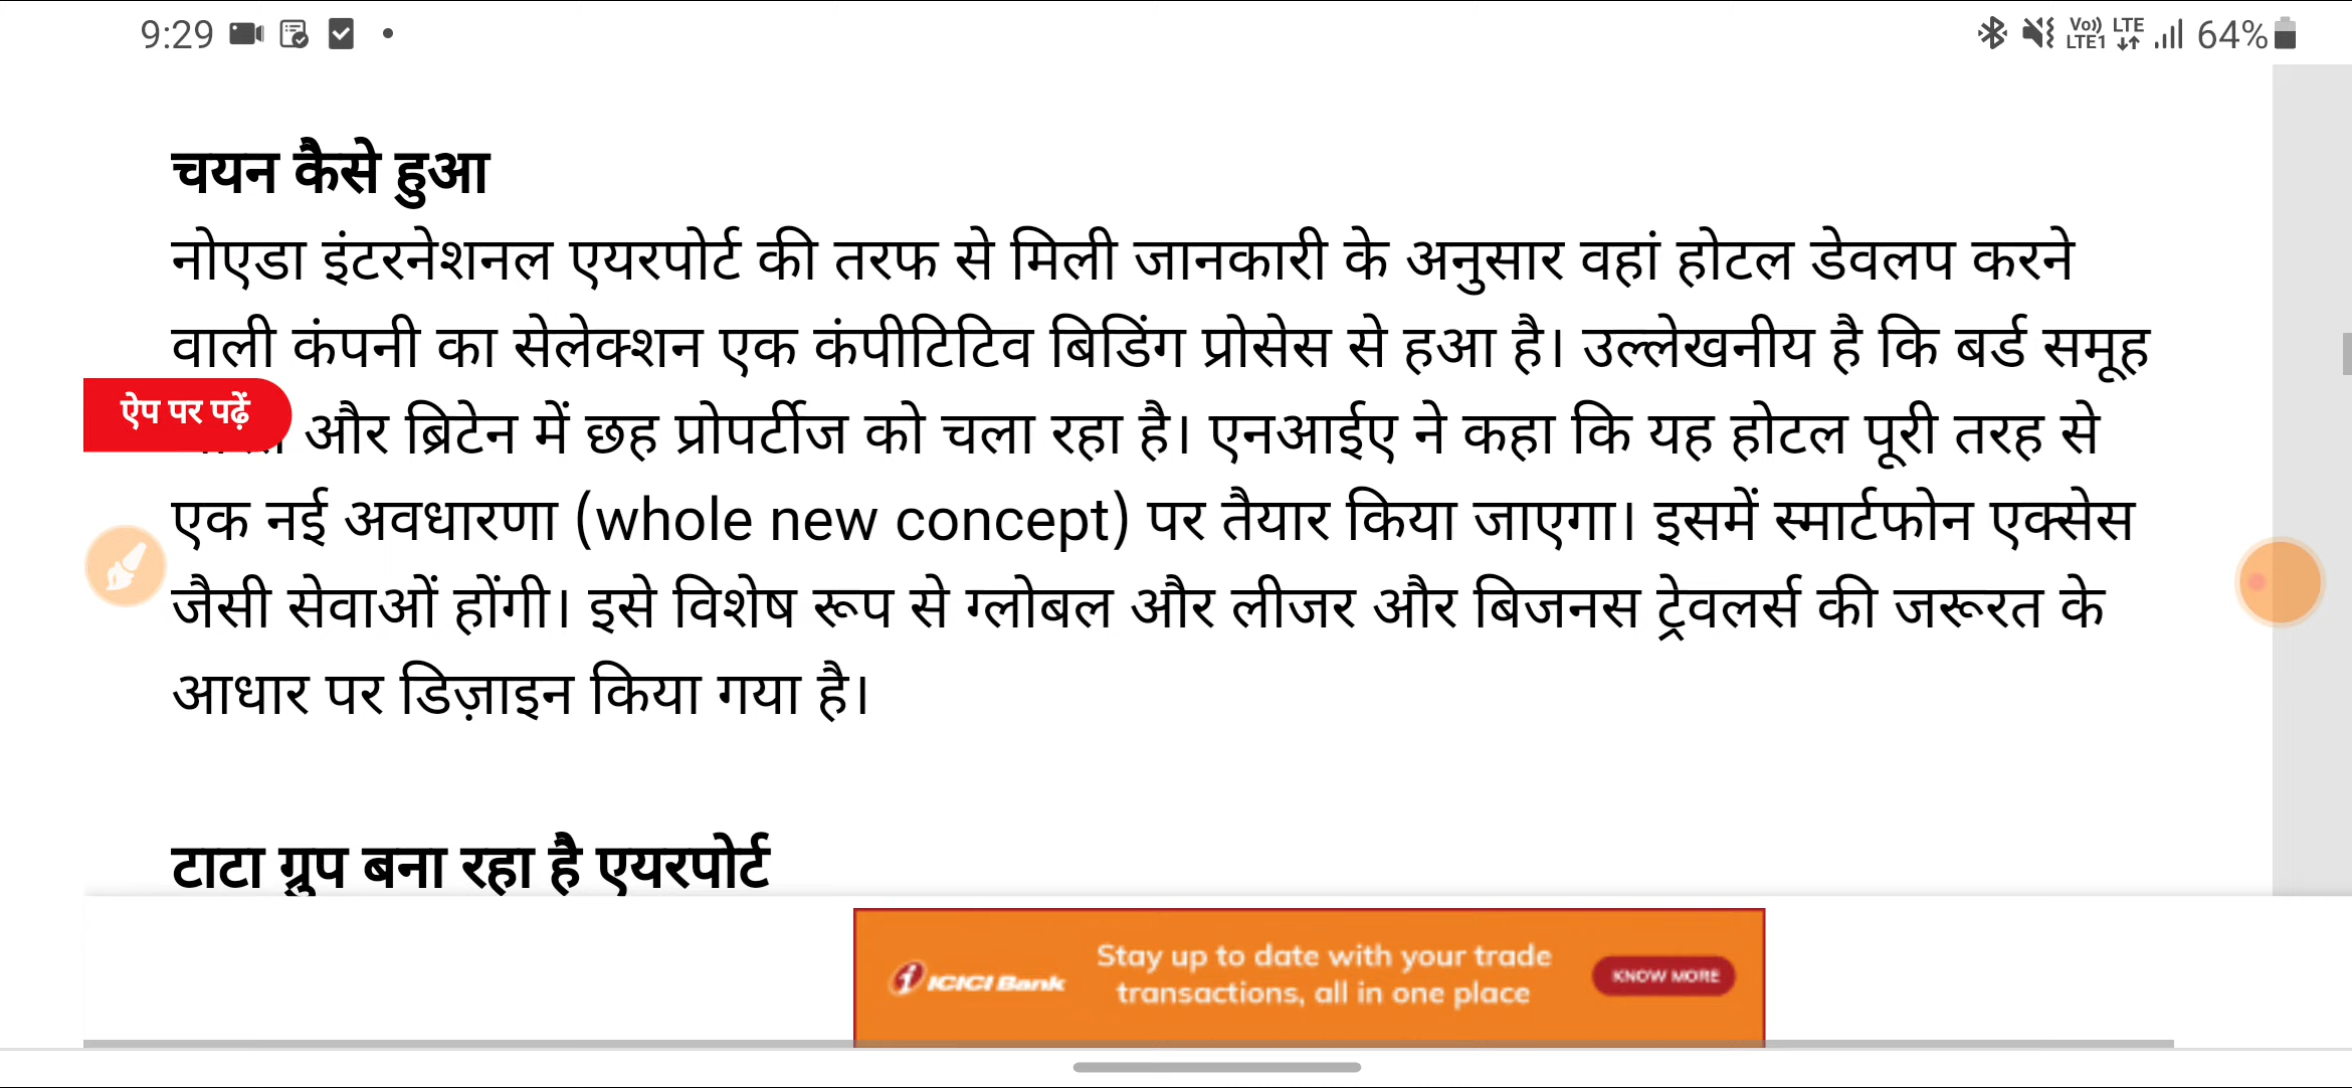 9:29
Vo)) LTE
LTE1
64%
चयन कैसे हुआ
नोएडा इंटरनेशनल एयरपोर्ट की तरफ से मिली जानकारी के अनुसार वहां होटल डेवलप करने
वाली कंपनी का सेलेक्शन एक कंपीटिटिव बिडिंग प्रोसेस से हआ है। उल्लेखनीय है कि बर्ड समूह
ऐप पर पढ़ें
और ब्रिटेन में छह प्रोपर्टीज को चला रहा है। एनआईए ने कहा कि यह होटल पूरी तरह से
एक नई अवधारणा (whole new concept) पर तैयार किया जाएगा। इसमें स्मार्टफोन एक्सेस
जैसी सेवाओं होंगी। इसे विशेष रूप से ग्लोबल और लीजर और बिजनस ट्रेवलर्स की जरूरत के
आधार पर डिज़ाइन किया गया है।
टाटा ग्रुप बना रहा है एयरपोर्ट
ICICI Bank
Stay up to date with your trade
transactions, all in one place
KNOW MORE